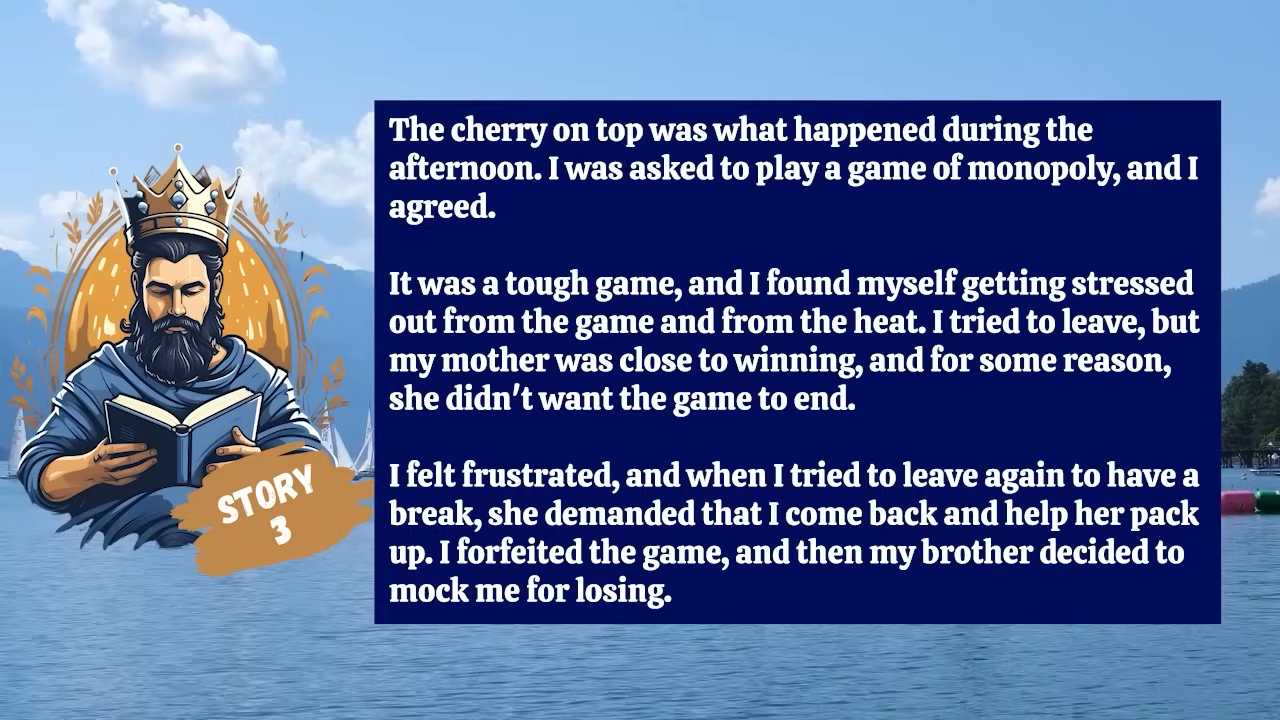 The cherry on top was what happened during the
afternoon. I was asked to play a game of monopoly, and I
agreed.
It was a tough game, and I found myself getting stressed
out from the game and from the heat. I tried to leave, but
my mother was close to winning, and for some reason,
she didn't want the game to end.
I felt frustrated, and when I tried to leave again to have a
break, she demanded that I come back and help her pack
up. I forfeited the game, and then my brother decided to
mock me for losing.
STORY
3